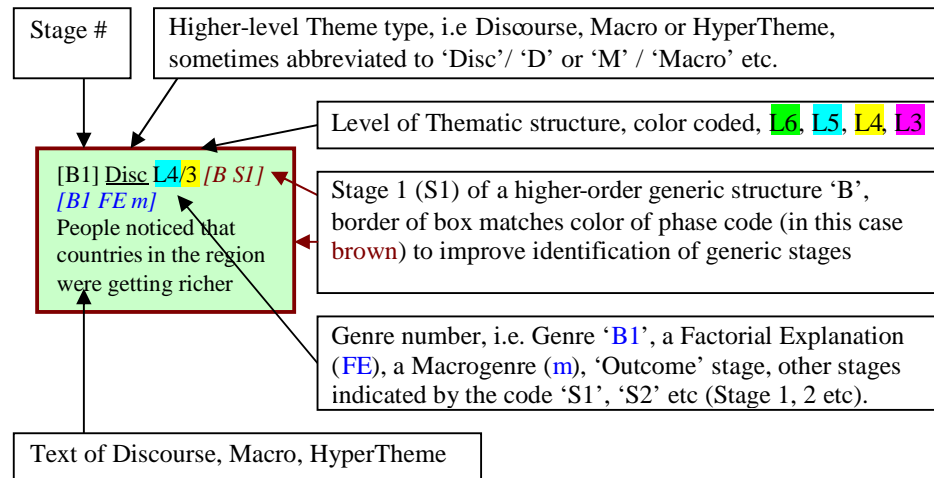 Stage #
Higher-level Theme type, i.e Discourse, Macro or HyperTheme,
sometimes abbreviated to ‘Disc’/ ‘D’ or ‘M’ / ‘Macro’ etc.
Level of Thematic structure, color coded, L6, L5, L4, L3
[B1] Disc L4/3 [B S1]
[B1 FE m]
People noticed that
countries in the region
were getting richer
Stage 1 (S1) of a higher-order generic structure ‘B’,
border of box matches color of phase code (in this case
brown) to improve identification of generic stages
Genre number, i.e. Genre ‘B1’, a Factorial Explanation
(FE), a Macrogenre (m), ‘Outcome’ stage, other stages
indicated by the code ‘S1’, ‘S2’ etc (Stage 1, 2 etc).
Text of Discourse, Macro, HyperTheme